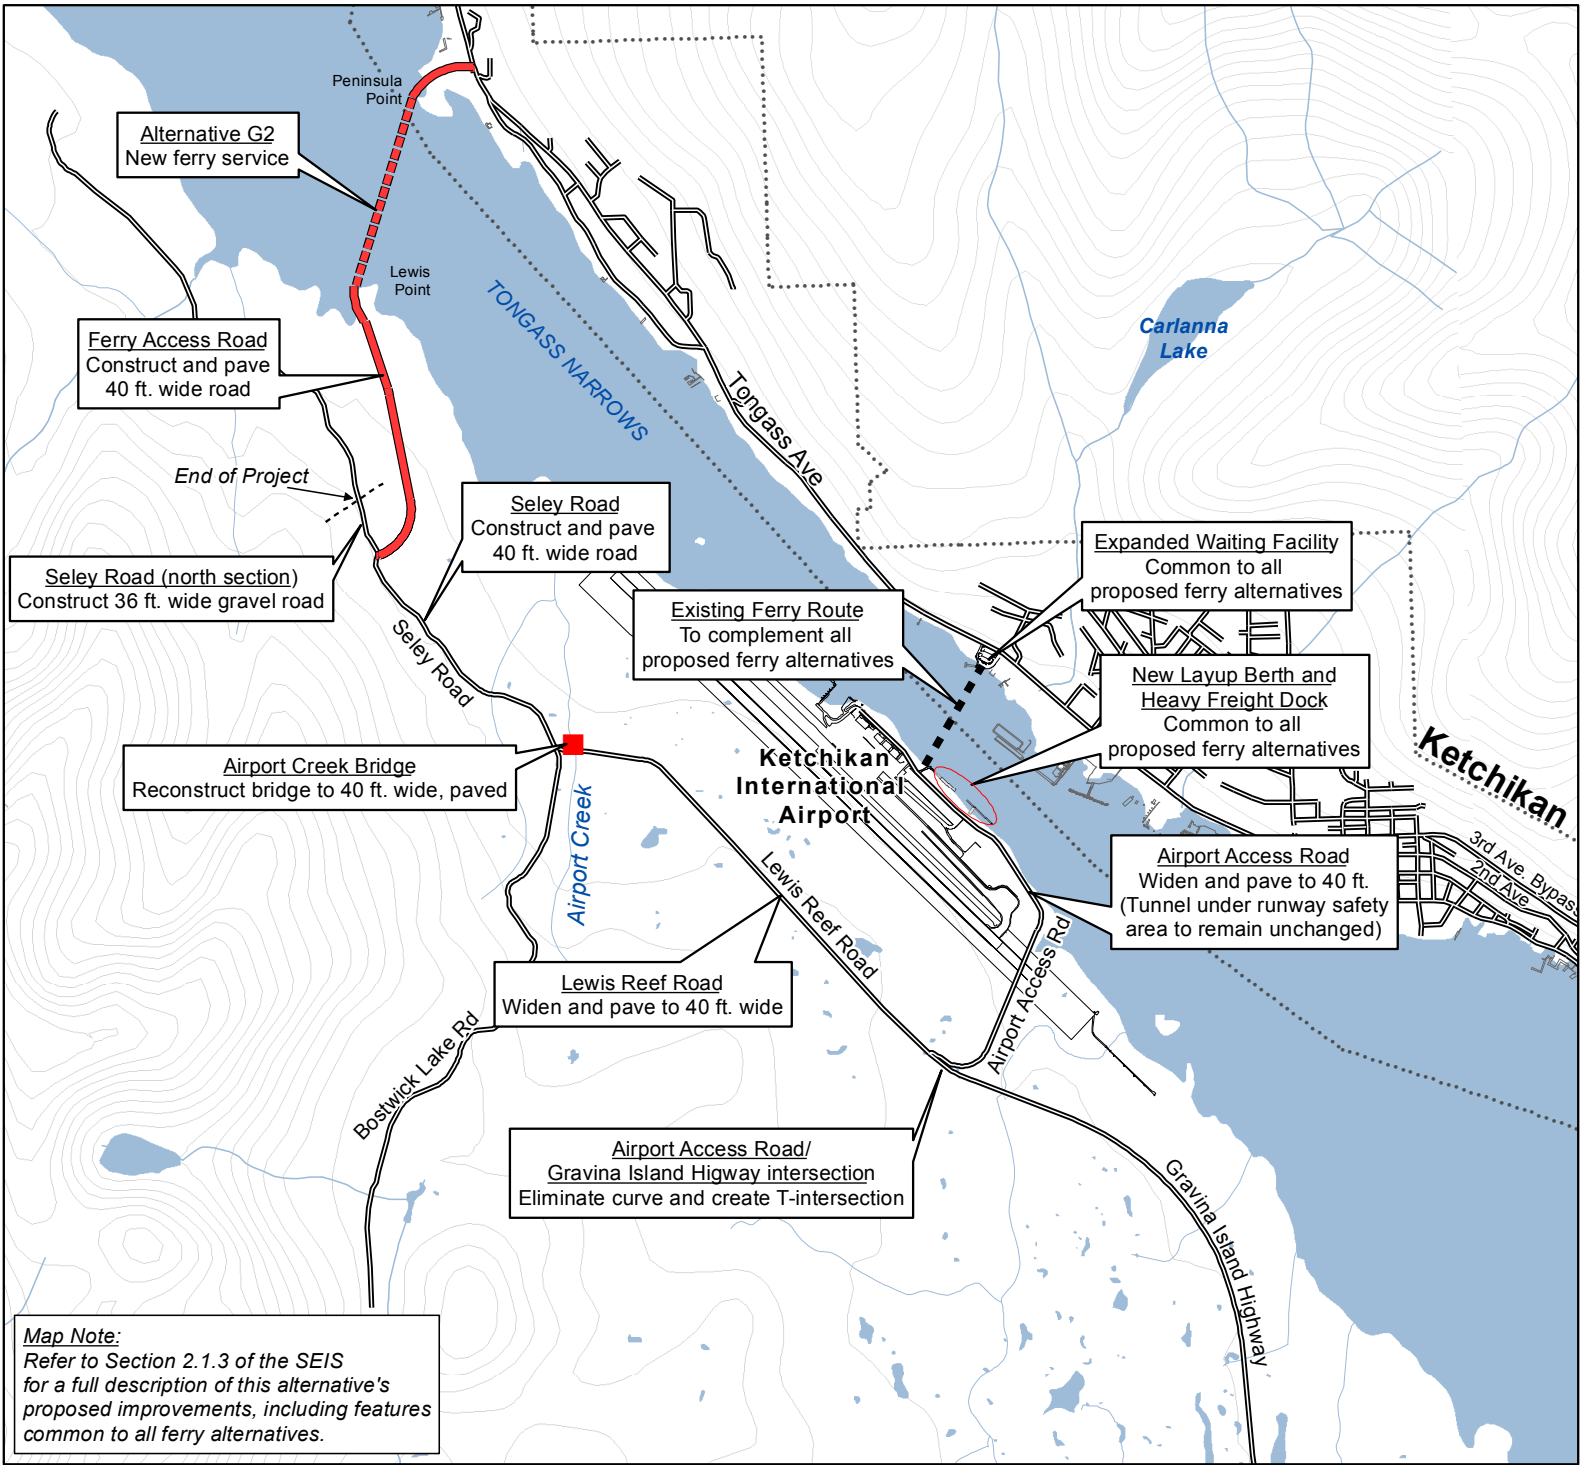 Peninsula
Point
Alternative G2
New ferry service
Lewis
Point
TONGASS NARROWS
Carlanna
Lake
Ferry Access Road
Construct and pave
40 ft. wide road
Tongass Ave
End of Project
Seley Road
Construct and pave
40 ft. wide road
Expanded Waiting Facility
Common to all
proposed ferry alternatives
Seley Road (north section)
Construct 36 ft. wide gravel road
Existing Ferry Route
To complement all
proposed ferry alternatives
Seley Road
New Layup Berth and
Heavy Freight Dock
Common to all
proposed ferry alternatives
Ketchikan
Airport Creek Bridge
Reconstruct bridge to 40 ft. wide, paved
Ketchikan
International
Airport
Airport Creek
Lewis Reef Road
3rd Ave. Bypass
2nd Ave
Airport Access Road
Widen and pave to 40 ft.
(Tunnel under runway safety
area to remain unchanged)
Lewis Reef Road
Widen and pave to 40 ft. wide
Airport Access Rd
Bostwick Lake Rd
Airport Access Road/
Gravina Island Higway intersection
Eliminate curve and create T-intersection
Gravina Island Highway
Map Note:
Refer to Section 2.1.3 of the SEIS
for a full description of this alternative's
proposed improvements, including features
common to all ferry alternatives.